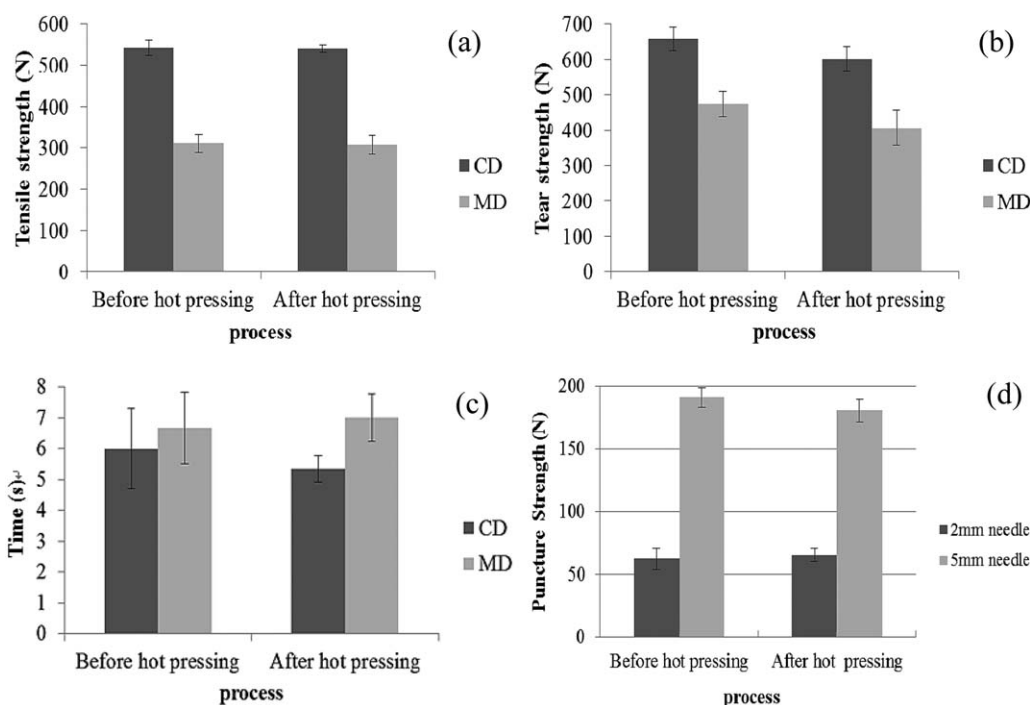 (a)
Tensile strength (N)
600
500
400
300
200
100
0
CD
MD
Before hot pressing
After hot pressing
process
(b)
Tear strength (N)
700
600
500
400
300
200
100
0
CD
MD
Before hot pressing
After hot pressing
process
(c)
Time (s)↵
8
7
6
5
4
3
2
1
0
CD
MD
Before hot pressing
After hot pressing
process
(d)
Puncture Strength (N)
200
150
100
50
0
2mm needle
5mm needle
Before hot pressing
After hot pressing
process